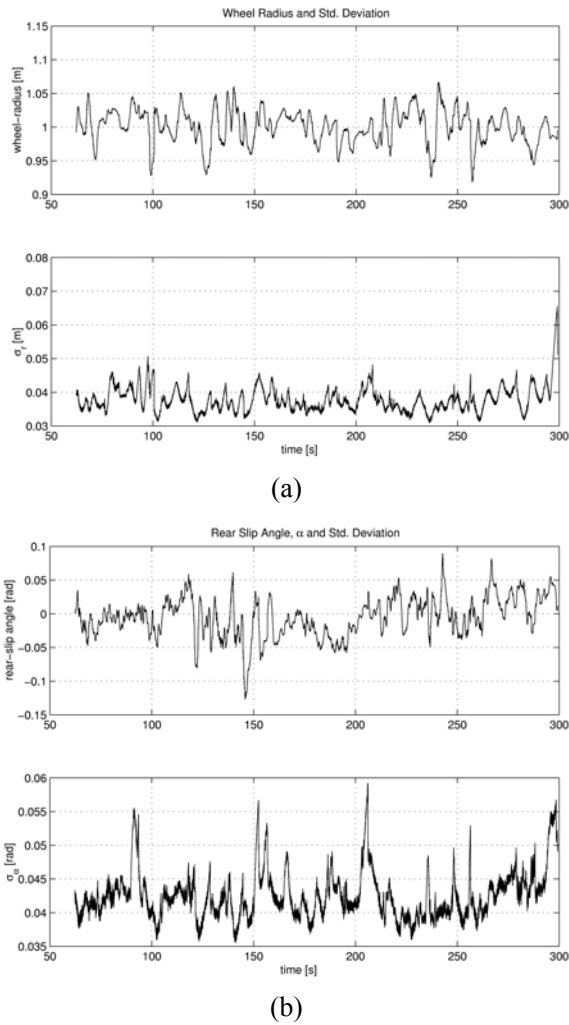 Wheel Radius and Std. Deviation
1.15
1.1
1.05
1
0.95
0.9
wheel-radius [m]
50 100 150 200 250 300
0.08
0.07
0.06
0.05
0.04
0.03
σr [m]
50 100 150 200 250 300
time [s]
(a)
Rear Slip Angle, α and Std. Deviation
0.1
0.05
0
−0.05
−0.1
−0.15
rear-slip angle [rad]
50 100 150 200 250 300
0.06
0.055
0.05
0.045
0.04
0.035
σα [rad]
50 100 150 200 250 300
time [s]
(b)